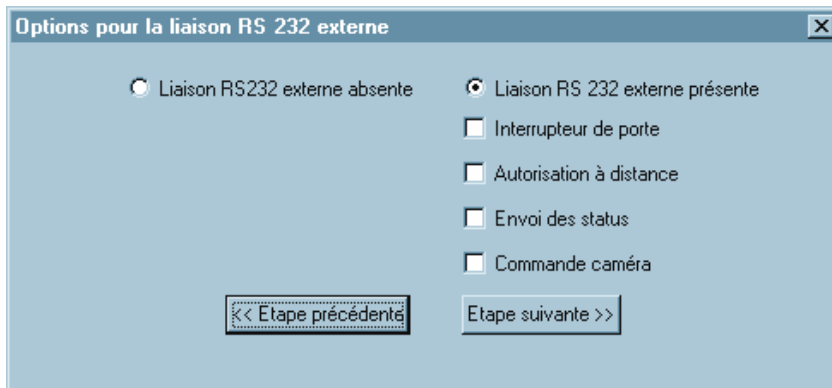 Options pour la liaison RS 232 externe
Liaison RS232 externe absente
Liaison RS 232 externe présente
Interrupteur de porte
Autorisation à distance
Envoi des status
Commande caméra
<< Etape précédente
Etape suivante >>